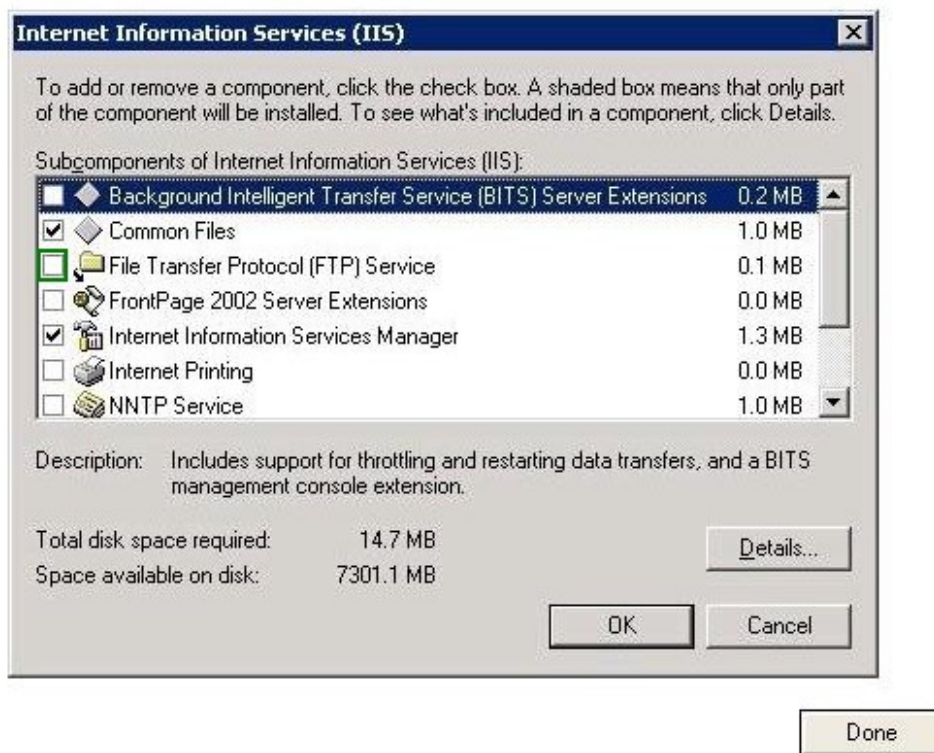 Internet Information Services (IIS)
To add or remove a component, click the check box. A shaded box means that only part
of the component will be installed. To see what's included in a component, click Details.
Subcomponents of Internet Information Services (IIS):
Background Intelligent Transfer Service (BITS) Server Extensions 0.2 MB
Common Files 1.0 MB
File Transfer Protocol (FTP) Service 0.1 MB
FrontPage 2002 Server Extensions 0.0 MB
Internet Information Services Manager 1.3 MB
Internet Printing 0.0 MB
NNTP Service 1.0 MB
Description: Includes support for throttling and restarting data transfers, and a BITS
management console extension.
Total disk space required: 14.7 MB
Space available on disk: 7301.1 MB
Details...
OK Cancel
Done